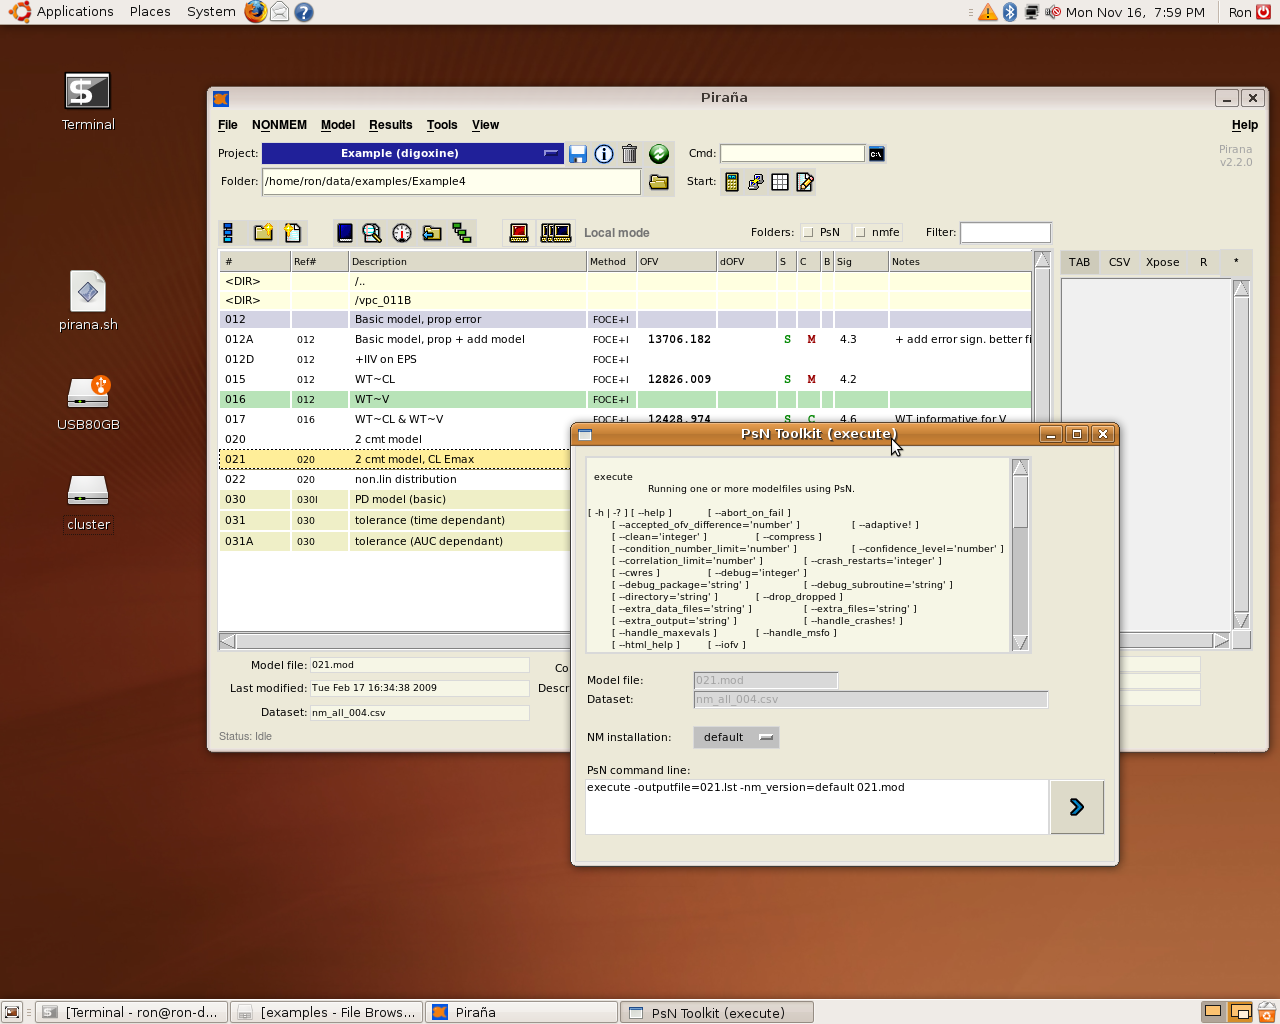 Applications Places System Mon Nov 16, 7:59 PM Ron
Terminal
pirana.sh
USB80GB
cluster
Piraña
File NONMEM Model Results Tools View Help
Project: Example (digoxine) Cmd:
Pirana
v2.2.0
Folder: /home/ron/data/examples/Example4 Start:
Local mode Folders: PsN nmfe Filter:
# Ref# Description Method OFV dOFV S C B Sig Notes
TAB CSV Xpose R *
<DIR> /..
<DIR> /vpc_011B
012 Basic model, prop error FOCE+I
012A 012 Basic model, prop + add model FOCE+I 13706.182 S M 4.3 + add error sign. better fi
012D 012 +IIV on EPS FOCE+I
015 012 WT~CL FOCE+I 12826.009 S M 4.2
016 012 WT~V FOCE+I
017 016 WT~CL & WT~V FOCE+I 12428.974 S C 4.6 WT informative for V
020 2 cmt model
021 020 2 cmt model, CL Emax
022 020 non.lin distribution
030 030I PD model (basic)
031 030 tolerance (time dependant)
031A 030 tolerance (AUC dependant)
Model file: 021.mod Co
Last modified: Tue Feb 17 16:34:38 2009 Descr
Dataset: nm_all_004.csv
Status: Idle
PsN Toolkit (execute)
execute
Running one or more modelfiles using PsN.
[ -h | -? ] [ --help ] [ --abort_on_fail ]
[ --accepted_ofv_difference='number' ] [ --adaptive! ]
[ --clean='integer' ] [ --compress ]
[ --condition_number_limit='number' ] [ --confidence_level='number' ]
[ --correlation_limit='number' ] [ --crash_restarts='integer' ]
[ --cwres ] [ --debug='integer' ]
[ --debug_package='string' ] [ --debug_subroutine='string' ]
[ --directory='string' ] [ --drop_dropped ]
[ --extra_data_files='string' ] [ --extra_files='string' ]
[ --extra_output='string' ] [ --handle_crashes! ]
[ --handle_maxevals ] [ --handle_msfo ]
[ --html_help ] [ --iofv ]
Model file: 021.mod
Dataset: nm_all_004.csv
NM installation: default
PsN command line:
execute -outputfile=021.lst -nm_version=default 021.mod
[Terminal - ron@ron-d... [examples - File Brows... Piraña PsN Toolkit (execute)